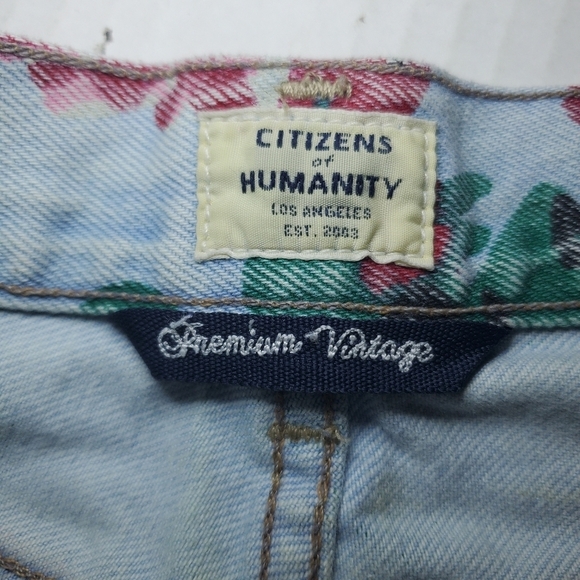 CITIZENS
of
HUMANITY
LOS ANGELES
EST. 2003
Premium Vintage